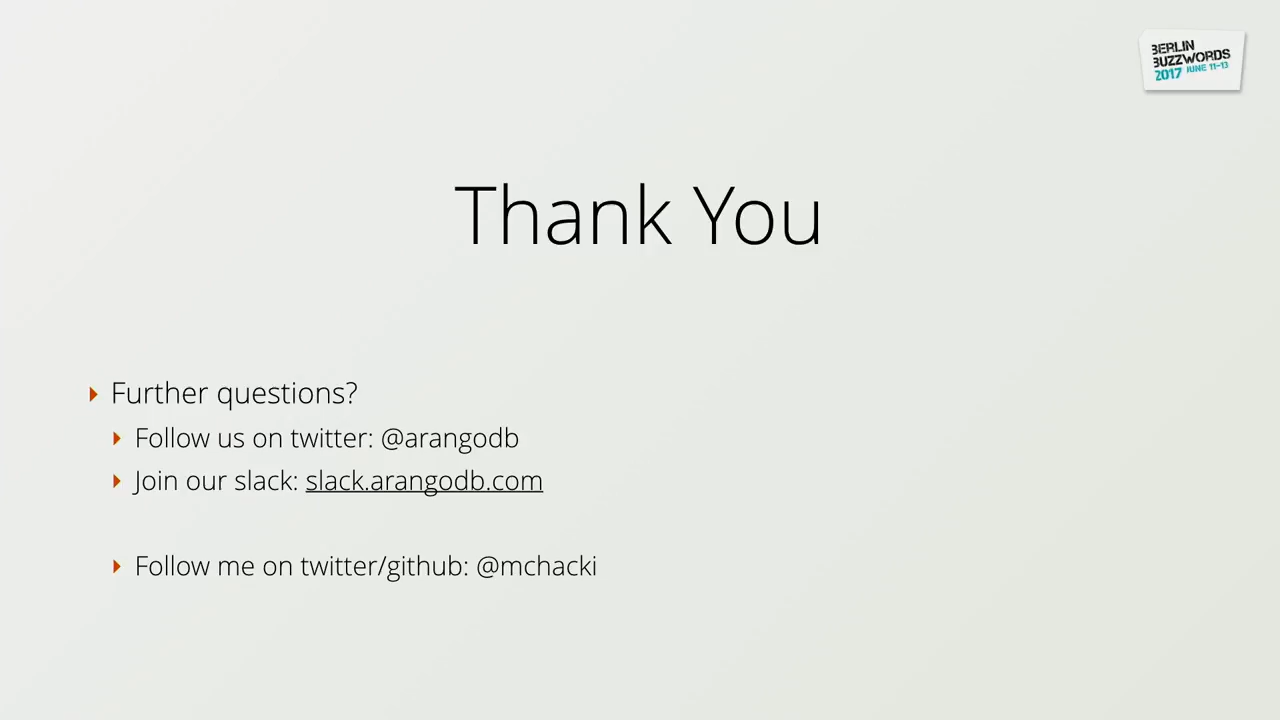 BERLIN
BUZZWORDS
2017 JUNE 11-13
Thank You
Further questions?
Follow us on twitter: @arangodb
Join our slack: slack.arangodb.com
Follow me on twitter/github: @mchacki